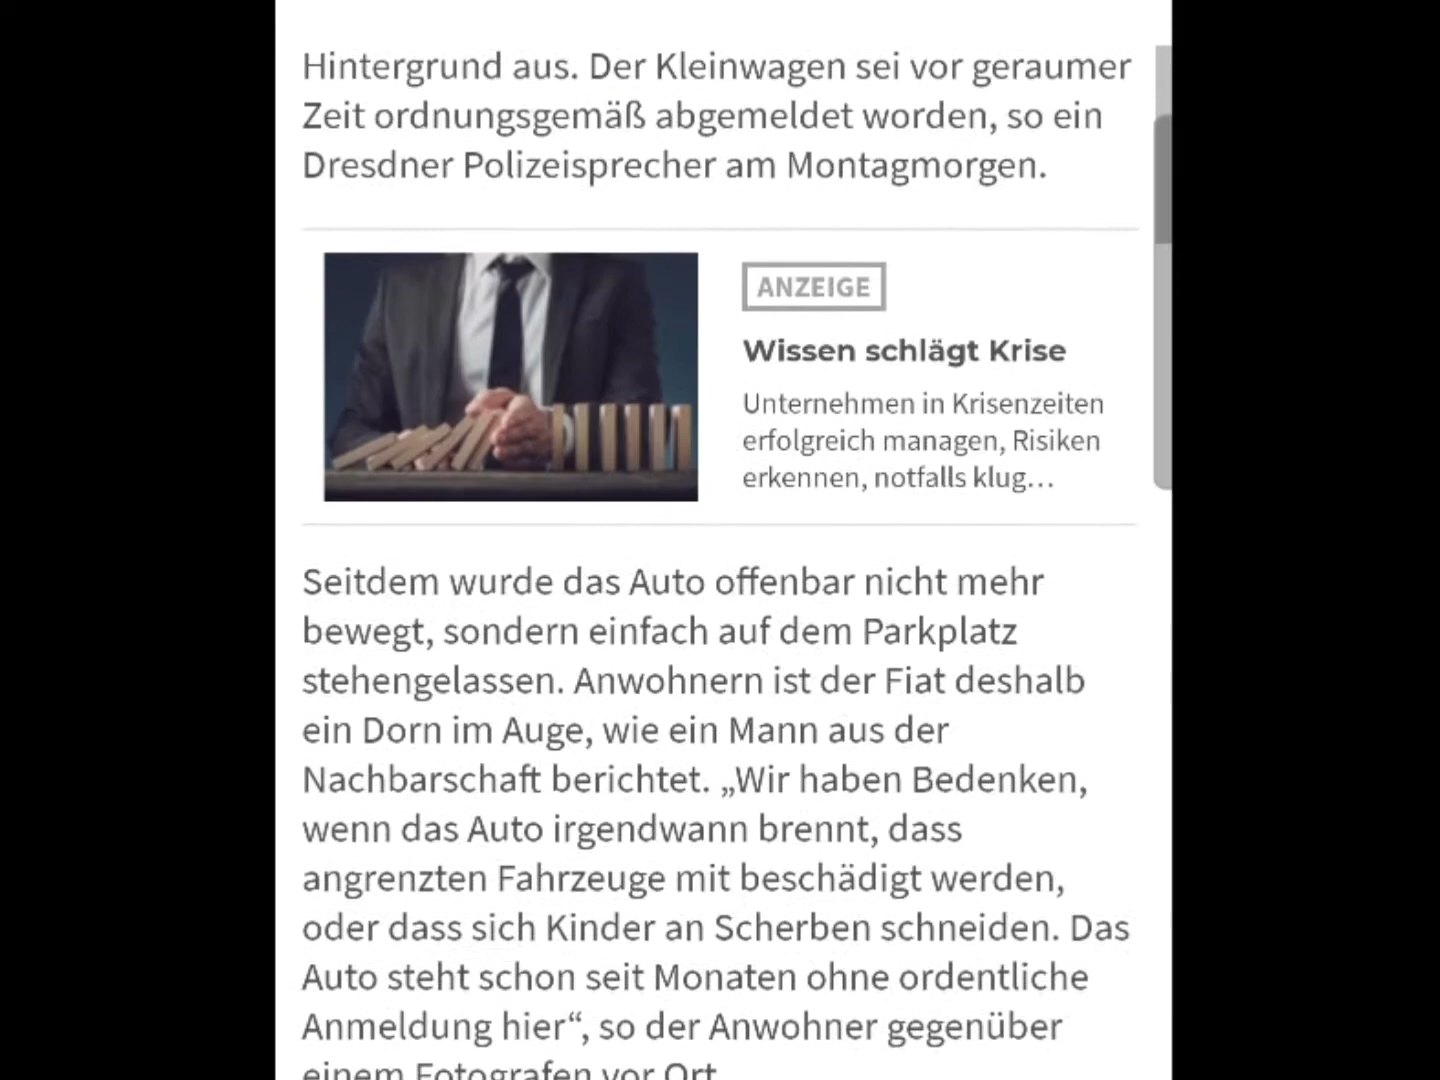 Hintergrund aus. Der Kleinwagen sei vor geraumer
Zeit ordnungsgemäß abgemeldet worden, so ein
Dresdner Polizeisprecher am Montagmorgen.
ANZEIGE
Wissen schlägt Krise
Unternehmen in Krisenzeiten
erfolgreich managen, Risiken
erkennen, notfalls klug…
Seitdem wurde das Auto offenbar nicht mehr
bewegt, sondern einfach auf dem Parkplatz
stehengelassen. Anwohnern ist der Fiat deshalb
ein Dorn im Auge, wie ein Mann aus der
Nachbarschaft berichtet. „Wir haben Bedenken,
wenn das Auto irgendwann brennt, dass
angrenzten Fahrzeuge mit beschädigt werden,
oder dass sich Kinder an Scherben schneiden. Das
Auto steht schon seit Monaten ohne ordentliche
Anmeldung hier“, so der Anwohner gegenüber
einem Fotografen vor Ort